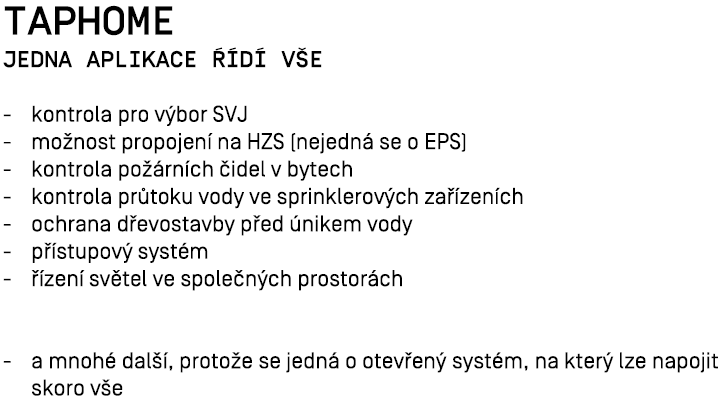 TAPHOME
JEDNA APLIKACE ŘÍDÍ VŠE
- kontrola pro výbor SVJ
- možnost propojení na HZS (nejedná se o EPS)
- kontrola požárních čidel v bytech
- kontrola průtoku vody ve sprinklerových zařízeních
- ochrana dřevostavby před únikem vody
- přístupový systém
- řízení světel ve společných prostorách
- a mnohé další, protože se jedná o otevřený systém, na který lze napojit
skoro vše